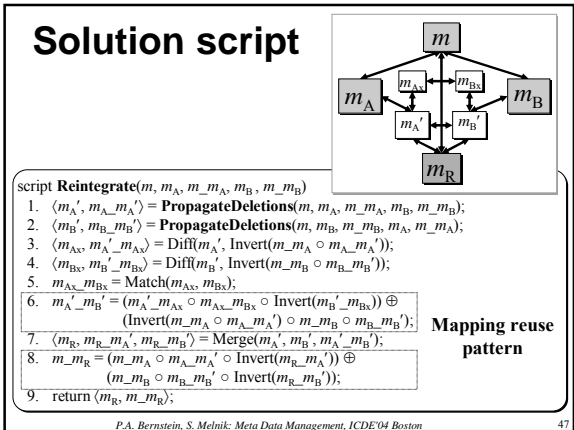 Solution script
m
m_Ax
m_Bx
m_A
m_B
m_A'
m_B'
m_R
script Reintegrate(m, m_A, m_m_A, m_B, m_m_B)
1. ⟨m_A', m_A_m_A'⟩ = PropagateDeletions(m, m_A, m_m_A, m_B, m_m_B);
2. ⟨m_B', m_B_m_B'⟩ = PropagateDeletions(m, m_B, m_m_B, m_A, m_m_A);
3. ⟨m_Ax, m_A'_m_Ax⟩ = Diff(m_A', Invert(m_m_A ∘ m_A_m_A'));
4. ⟨m_Bx, m_B'_m_Bx⟩ = Diff(m_B', Invert(m_m_B ∘ m_B_m_B'));
5. m_Ax_m_Bx = Match(m_Ax, m_Bx);
6. m_A'_m_B' = (m_A'_m_Ax ∘ m_Ax_m_Bx ∘ Invert(m_B'_m_Bx)) ⊕
(Invert(m_m_A ∘ m_A_m_A') ∘ m_m_B ∘ m_B_m_B');
7. ⟨m_R, m_R_m_A', m_R_m_B'⟩ = Merge(m_A', m_B', m_A'_m_B');
8. m_m_R = (m_m_A ∘ m_A_m_A' ∘ Invert(m_R_m_A')) ⊕
(m_m_B ∘ m_B_m_B' ∘ Invert(m_R_m_B'));
9. return ⟨m_R, m_m_R⟩;
Mapping reuse
pattern
P.A. Bernstein, S. Melnik: Meta Data Management, ICDE'04 Boston
47